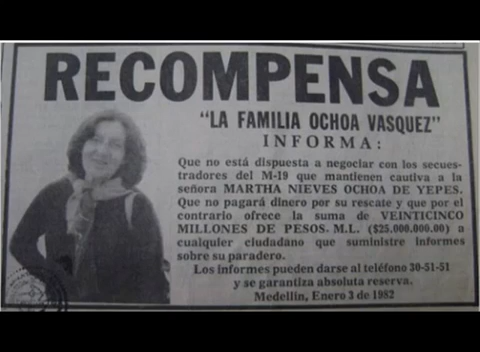 RECOMPENSA
"LA FAMILIA OCHOA VASQUEZ"
INFORMA:
Que no está dispuesta a negociar con los secues-
tradores del M-19 que mantienen cautiva a la
señora MARTHA NIEVES OCHOA DE YEPES.
Que no pagará dinero por su rescate y que por
el contrario ofrece la suma de VEINTICINCO
MILLONES DE PESOS. M.L. ($25.000.000.00) a
cualquier ciudadano que suministre informes
sobre su paradero.
Los informes pueden darse al teléfono 30-51-51
y se garantiza absoluta reserva.
Medellín, Enero 3 de 1982